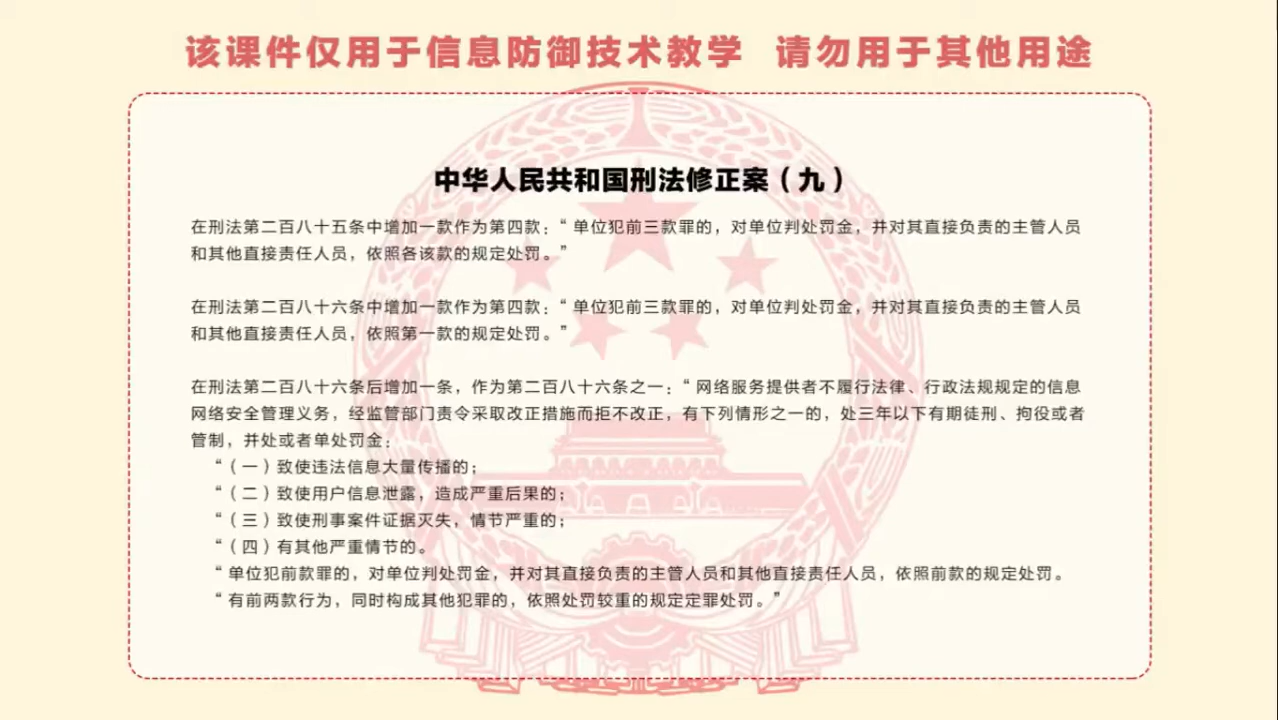 该课件仅用于信息防御技术教学 请勿用于其他用途
中华人民共和国刑法修正案（九）
在刑法第二百八十五条中增加一款作为第四款：“单位犯前三款罪的，对单位判处罚金，并对其直接负责的主管人员
和其他直接责任人员，依照各该款的规定处罚。”
在刑法第二百八十六条中增加一款作为第四款：“单位犯前三款罪的，对单位判处罚金，并对其直接负责的主管人员
和其他直接责任人员，依照第一款的规定处罚。”
在刑法第二百八十六条后增加一条，作为第二百八十六条之一：“网络服务提供者不履行法律、行政法规规定的信息
网络安全管理义务，经监管部门责令采取改正措施而拒不改正，有下列情形之一的，处三年以下有期徒刑、拘役或者
管制，并处或者单处罚金：
“（一）致使违法信息大量传播的；
“（二）致使用户信息泄露，造成严重后果的；
“（三）致使刑事案件证据灭失，情节严重的；
“（四）有其他严重情节的。
“单位犯前款罪的，对单位判处罚金，并对其直接负责的主管人员和其他直接责任人员，依照前款的规定处罚。
“有前两款行为，同时构成其他犯罪的，依照处罚较重的规定定罪处罚。”